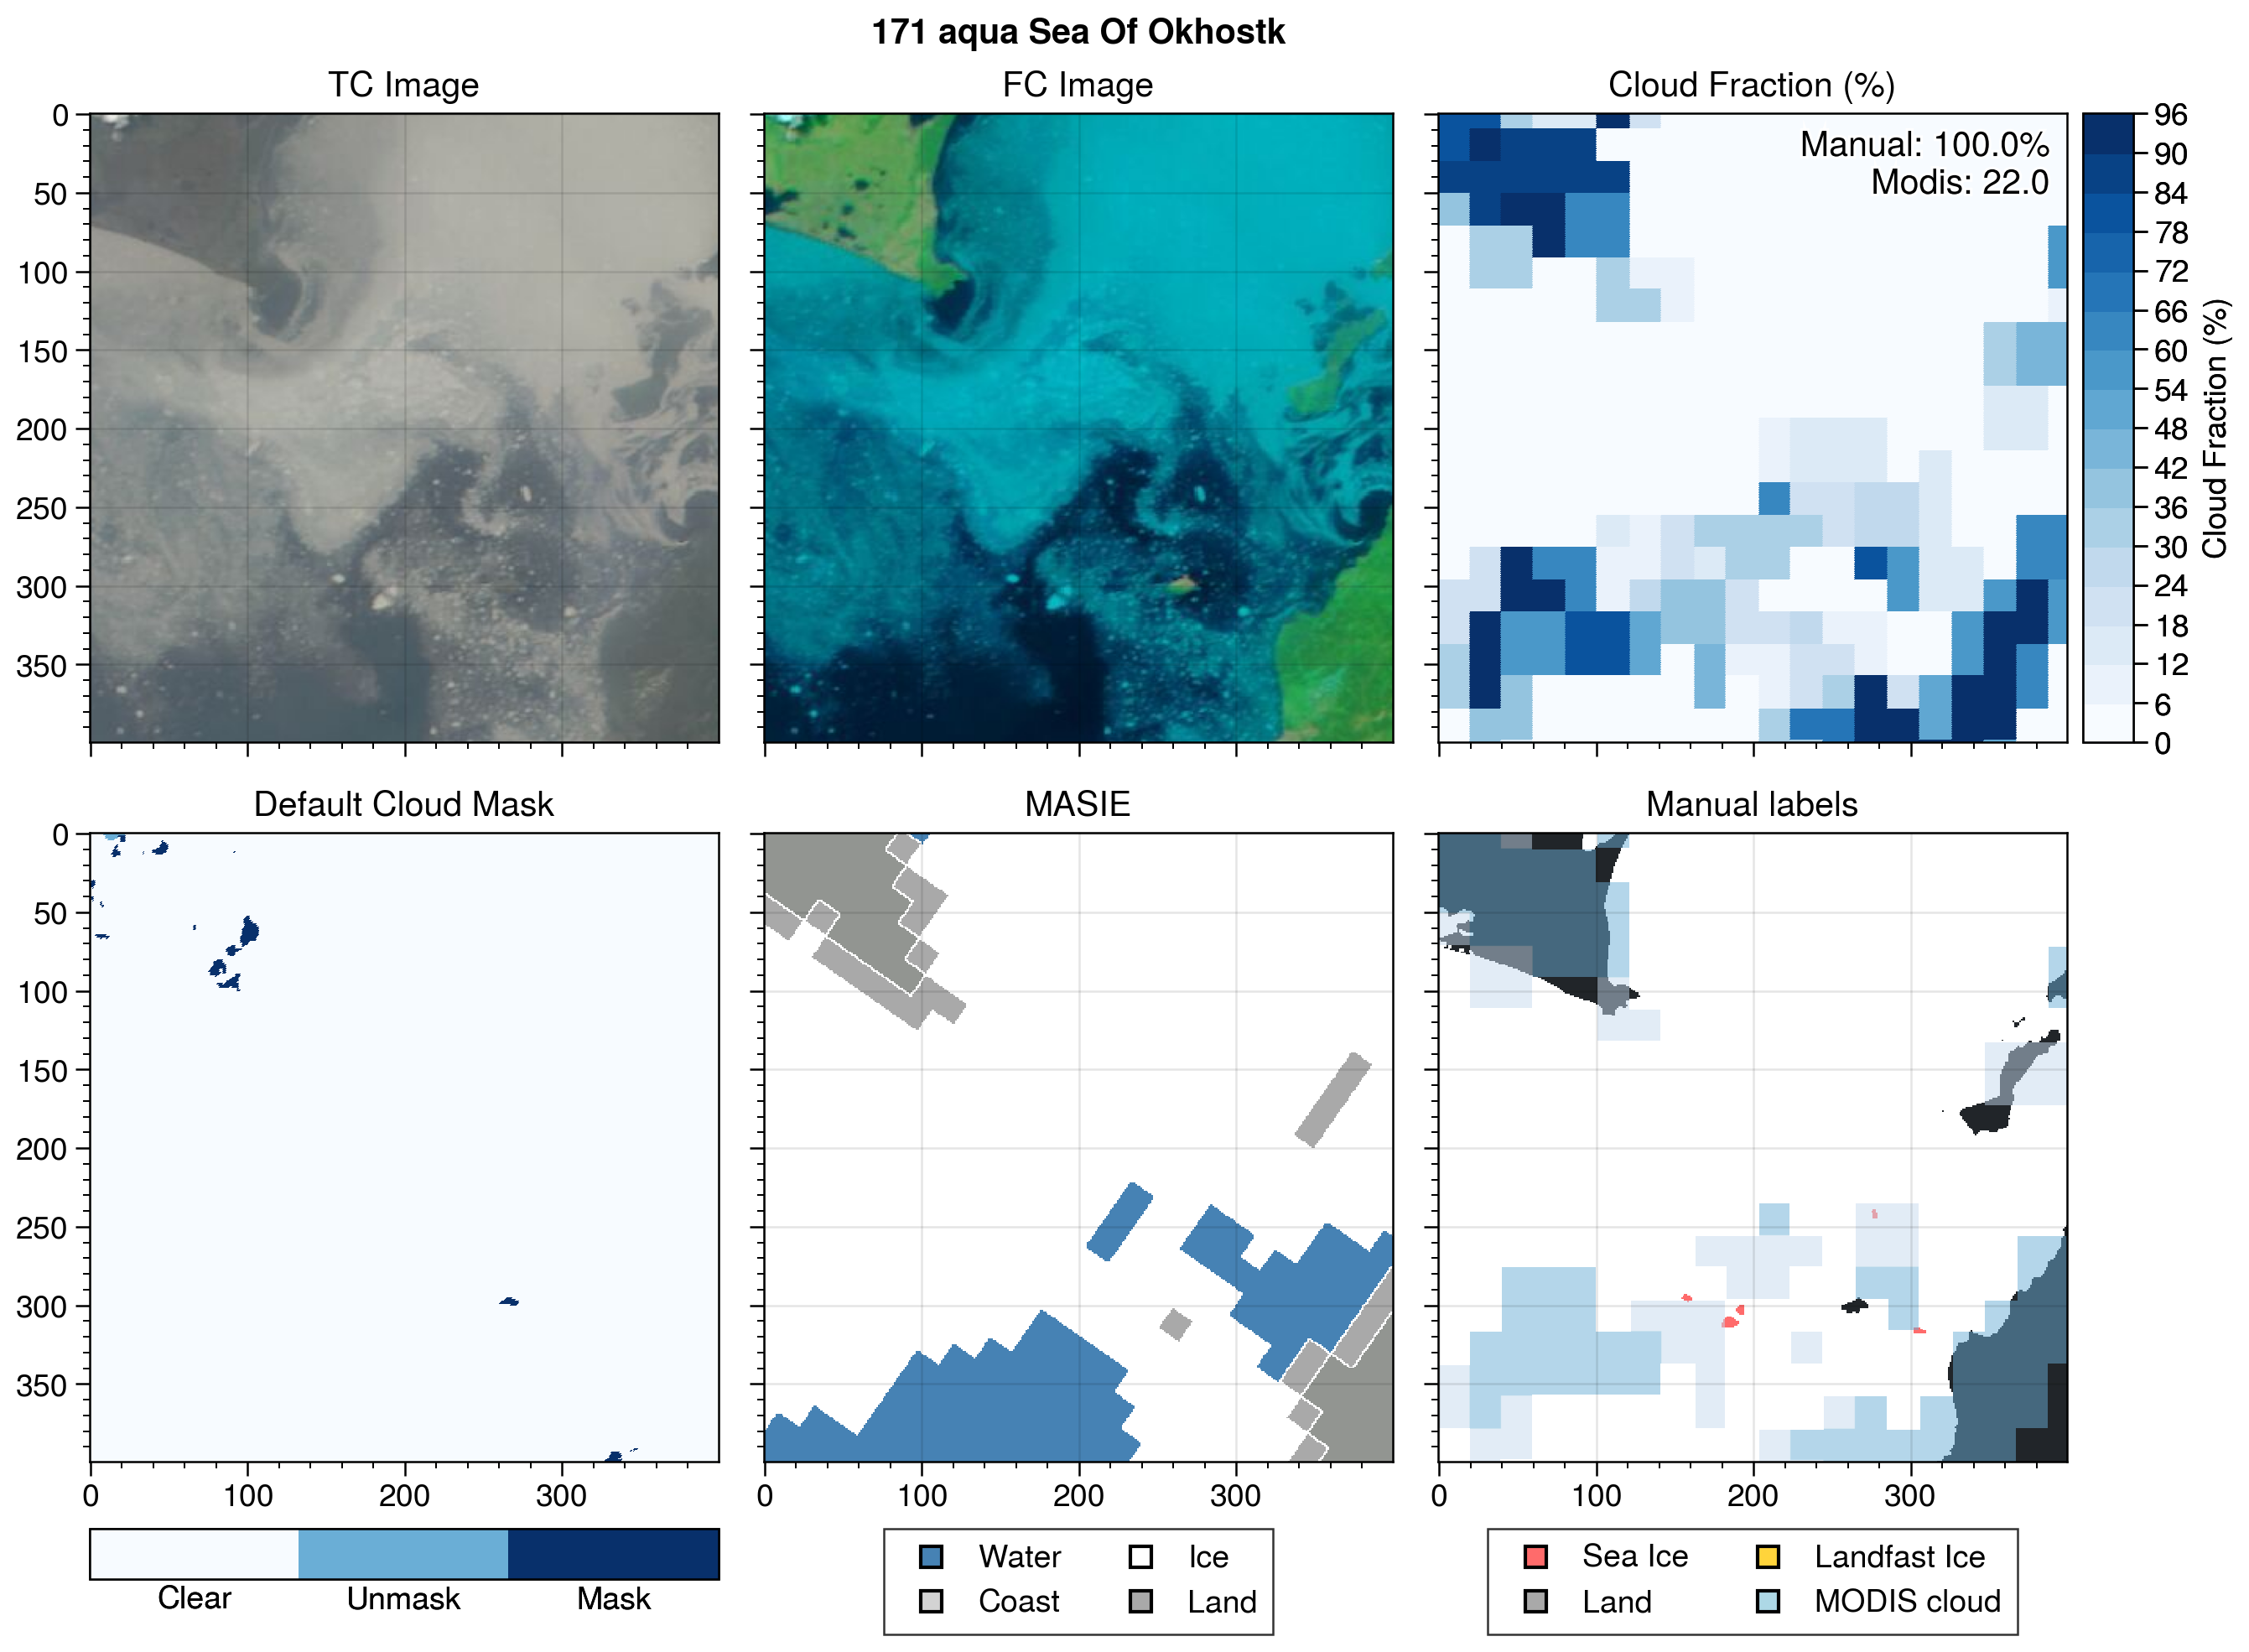 171 aqua Sea Of Okhostk
TC Image
FC Image
Cloud Fraction (%)
0
50
100
150
200
250
300
350
Manual: 100.0%
Modis: 22.0
96
90
84
78
72
66
60
54
48
42
36
30
24
18
12
6
0
Cloud Fraction (%)
Default Cloud Mask
MASIE
Manual labels
0
50
100
150
200
250
300
350
0 100 200 300
0 100 200 300
0 100 200 300
Clear Unmask Mask
Water Ice
Coast Land
Sea Ice Landfast Ice
Land MODIS cloud